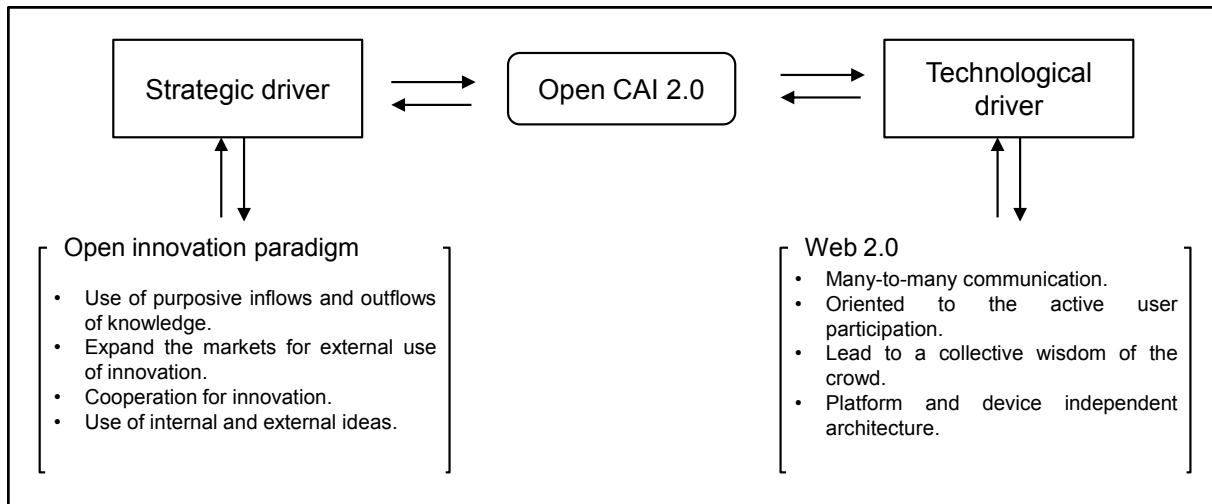 Strategic driver
Open CAI 2.0
Technological
driver
Open innovation paradigm
• Use of purposive inflows and outflows
of knowledge.
• Expand the markets for external use
of innovation.
• Cooperation for innovation.
• Use of internal and external ideas.
Web 2.0
• Many-to-many communication.
• Oriented to the active user
participation.
• Lead to a collective wisdom of the
crowd.
• Platform and device independent
architecture.